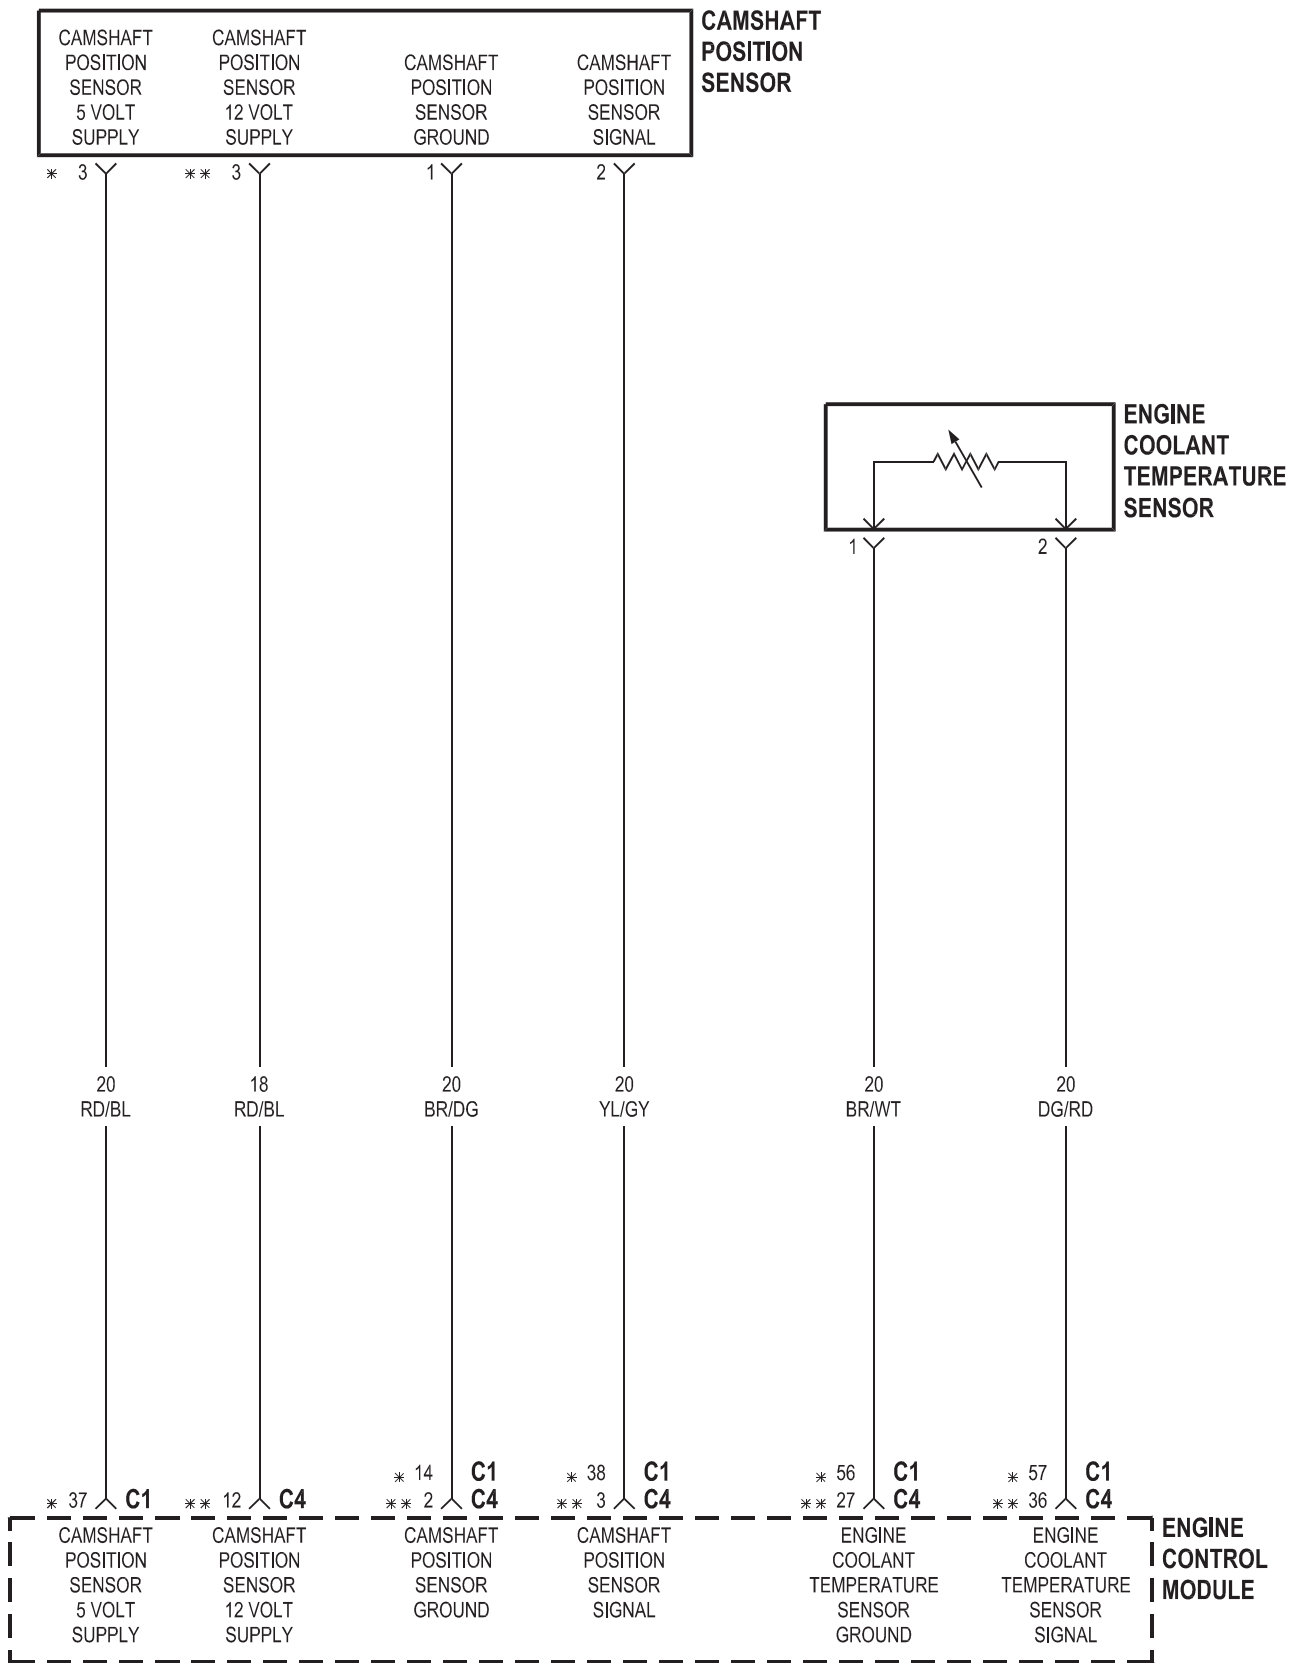 CAMSHAFT
POSITION
SENSOR
5 VOLT
SUPPLY
CAMSHAFT
POSITION
SENSOR
12 VOLT
SUPPLY
CAMSHAFT
POSITION
SENSOR
GROUND
CAMSHAFT
POSITION
SENSOR
SIGNAL
CAMSHAFT
POSITION
SENSOR
* 3
** 3
1
2
ENGINE
COOLANT
TEMPERATURE
SENSOR
1
2
20
RD/BL
18
RD/BL
20
BR/DG
20
YL/GY
20
BR/WT
20
DG/RD
* 37 C1
** 12 C4
* 14 C1
** 2 C4
* 38 C1
** 3 C4
* 56 C1
** 27 C4
* 57 C1
** 36 C4
CAMSHAFT
POSITION
SENSOR
5 VOLT
SUPPLY
CAMSHAFT
POSITION
SENSOR
12 VOLT
SUPPLY
CAMSHAFT
POSITION
SENSOR
GROUND
CAMSHAFT
POSITION
SENSOR
SIGNAL
ENGINE
COOLANT
TEMPERATURE
SENSOR
GROUND
ENGINE
COOLANT
TEMPERATURE
SENSOR
SIGNAL
ENGINE
CONTROL
MODULE